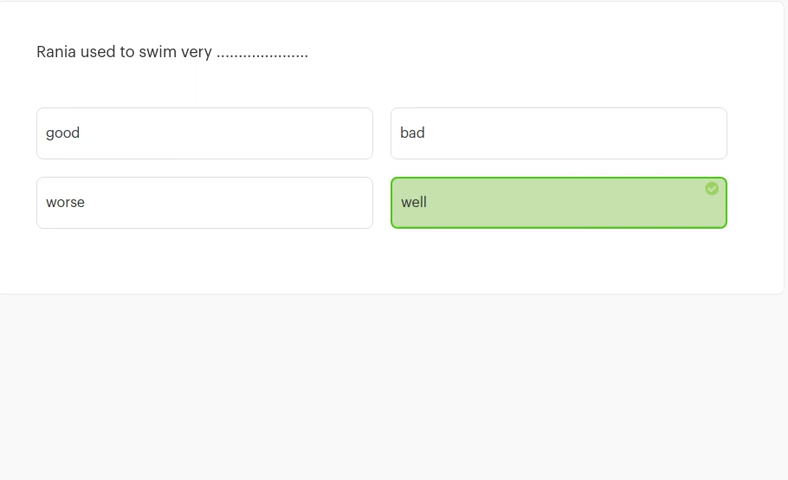 Rania used to swim very .....................
good
bad
worse
well